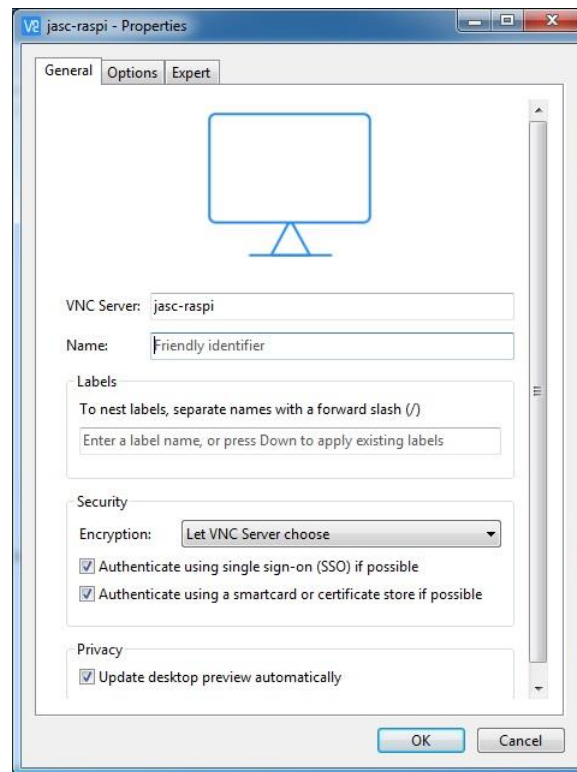 V2 jasc-raspi - Properties
General Options Expert
VNC Server: jasc-raspi
Name: Friendly identifier
Labels
To nest labels, separate names with a forward slash (/)
Enter a label name, or press Down to apply existing labels
Security
Encryption: Let VNC Server choose
Authenticate using single sign-on (SSO) if possible
Authenticate using a smartcard or certificate store if possible
Privacy
Update desktop preview automatically
OK Cancel